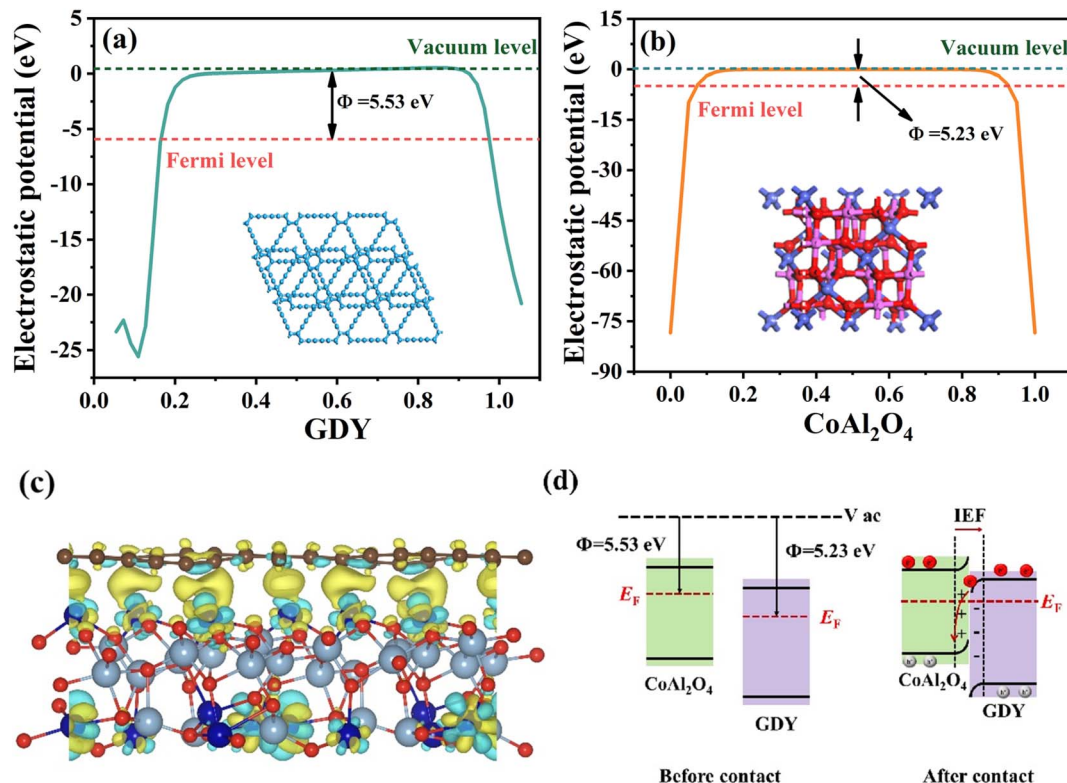 (a)
Electrostatic potential (eV)
5
0
-5
-10
-15
-20
-25
Vacuum level
Φ =5.53 eV
Fermi level
0.0 0.2 0.4 0.6 0.8 1.0
GDY
(b)
Electrostatic potential (eV)
15
0
-15
-30
-45
-60
-75
-90
Vacuum level
Fermi level
Φ =5.23 eV
0.0 0.2 0.4 0.6 0.8 1.0
CoAl₂O₄
(c)
(d)
V ac
Φ=5.53 eV
Φ=5.23 eV
E_F
E_F
CoAl₂O₄
GDY
Before contact
IEF
+
+
+
-
-
-
E_F
CoAl₂O₄
GDY
After contact